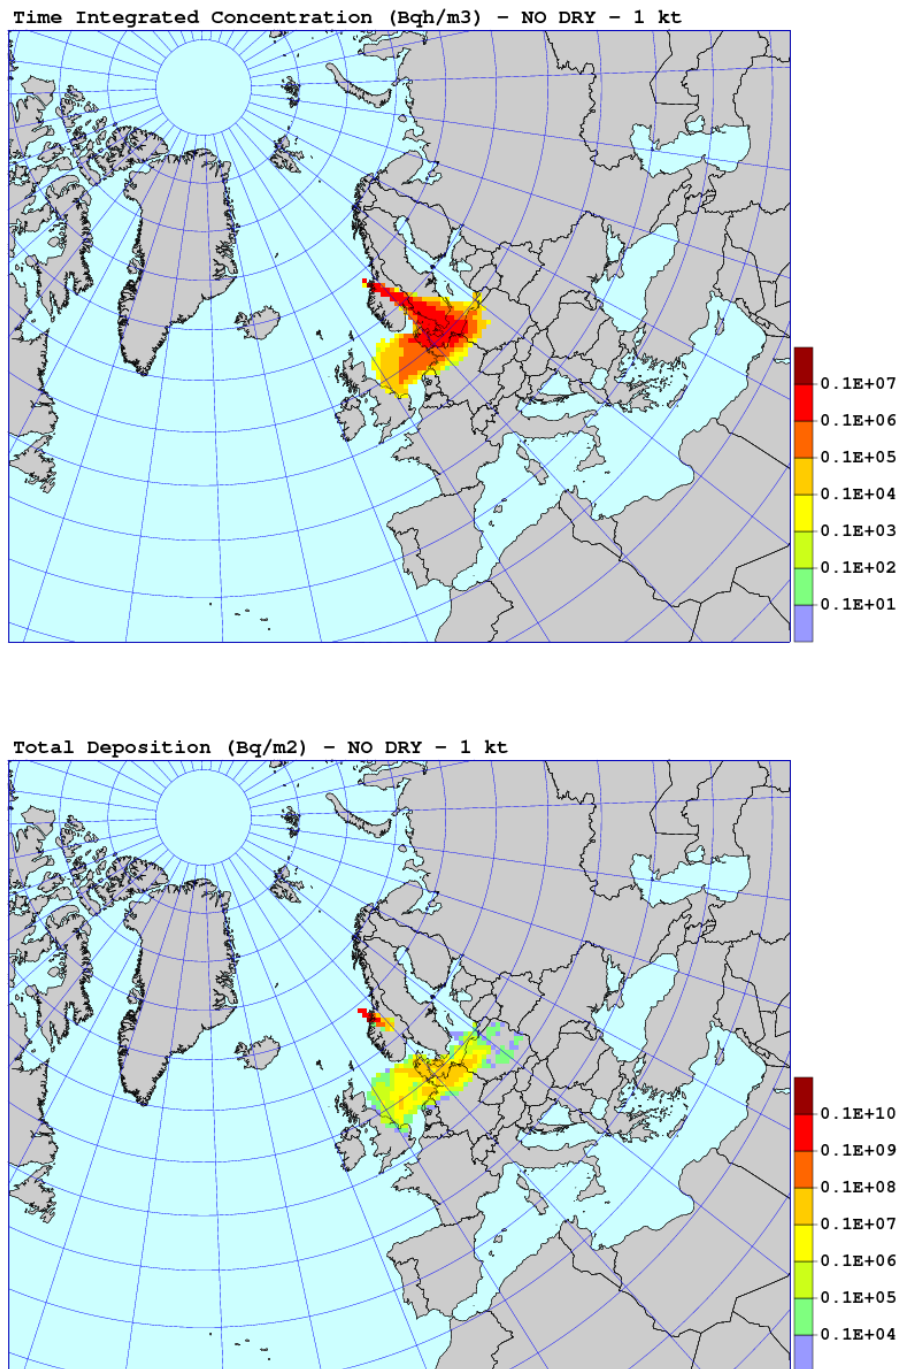 Time Integrated Concentration (Bqh/m3) – NO DRY – 1 kt
0.1E+07
0.1E+06
0.1E+05
0.1E+04
0.1E+03
0.1E+02
0.1E+01
Total Deposition (Bq/m2) – NO DRY – 1 kt
0.1E+10
0.1E+09
0.1E+08
0.1E+07
0.1E+06
0.1E+05
0.1E+04